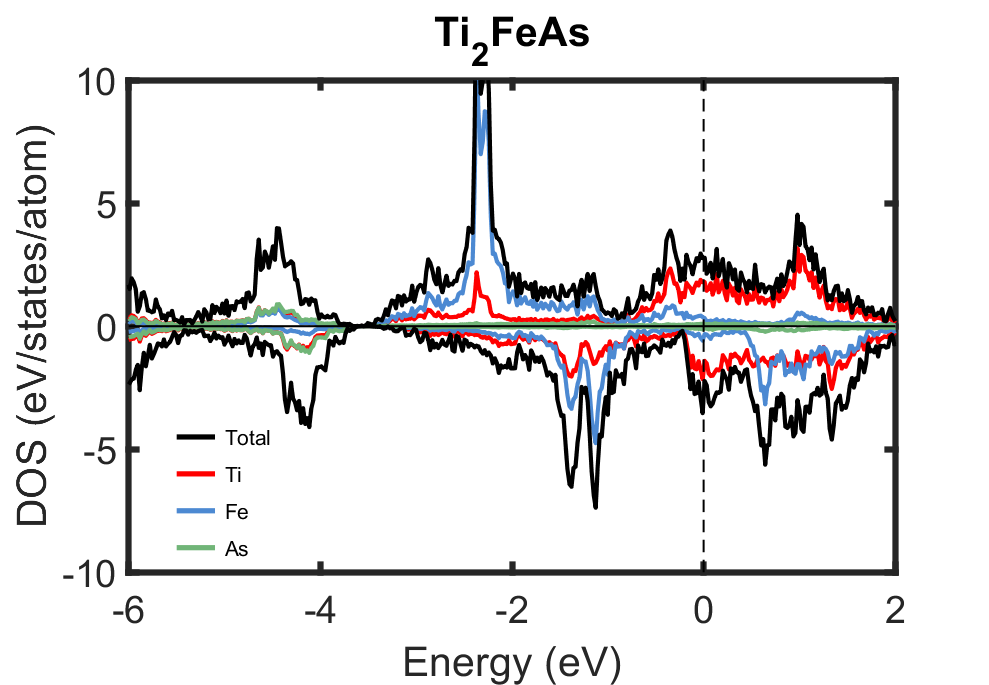 Ti₂FeAs
DOS (eV/states/atom)
10
5
0
-5
-10
Total
Ti
Fe
As
-6 -4 -2 0 2
Energy (eV)